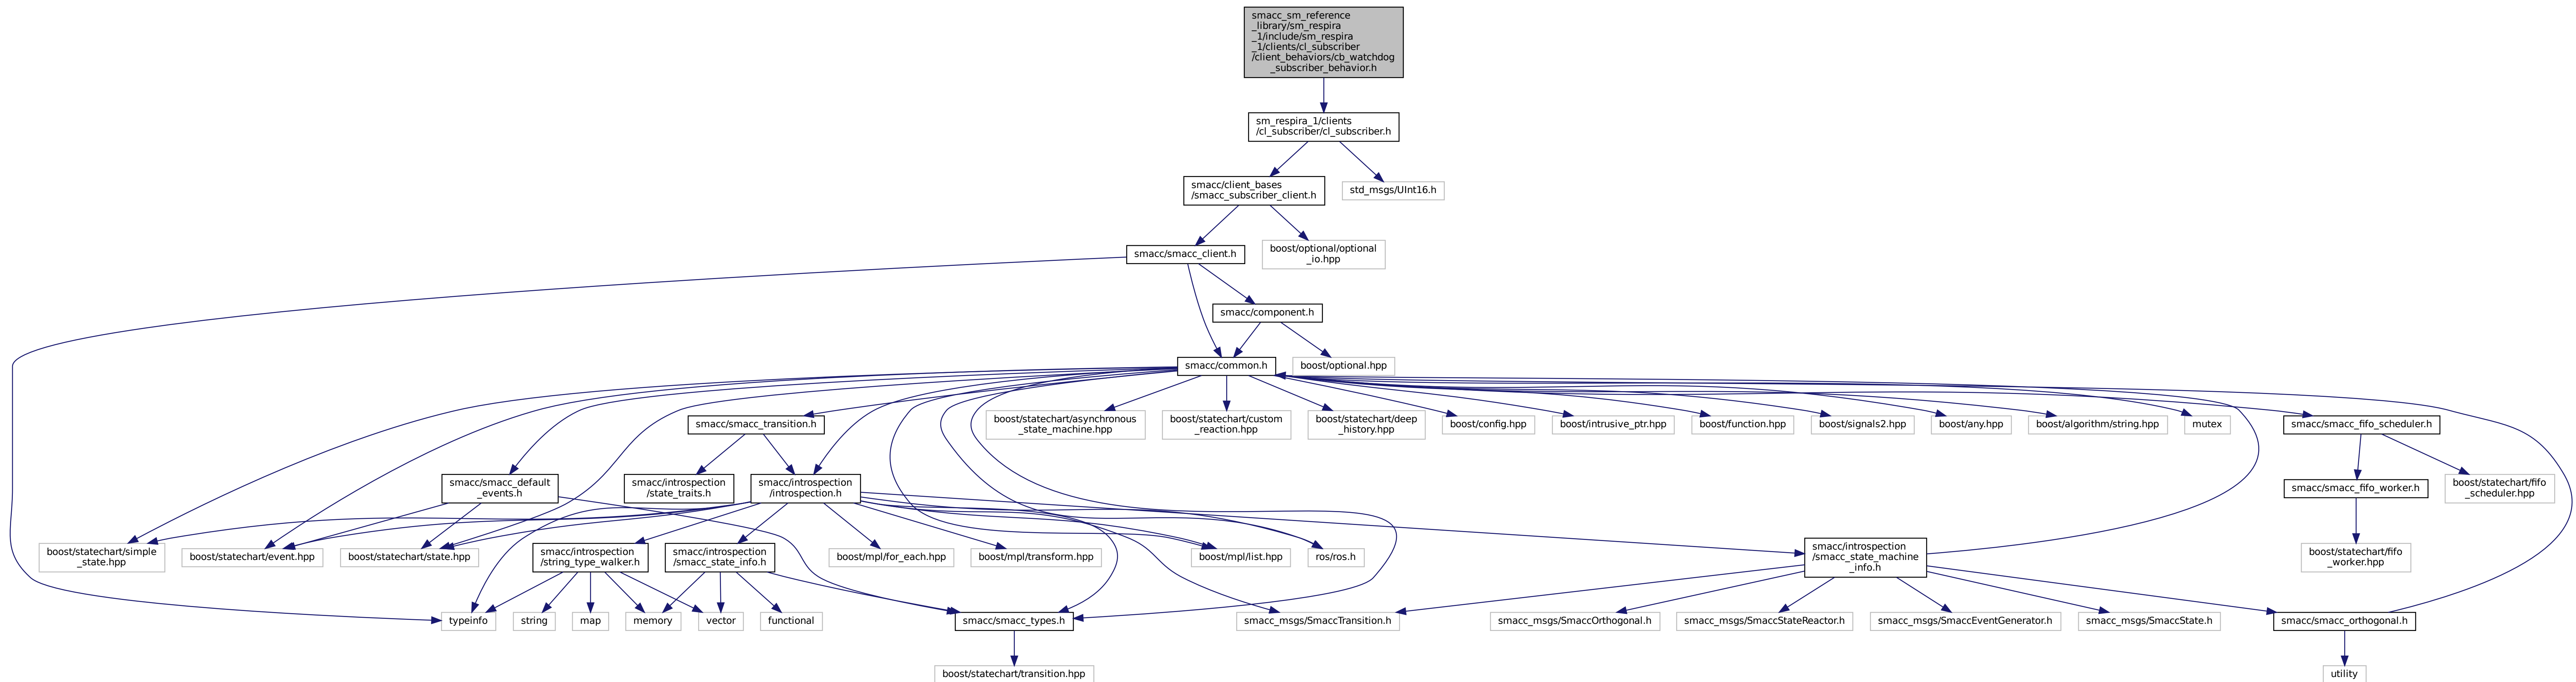 smacc_sm_reference
_library/sm_respira
_1/include/sm_respira
_1/clients/cl_subscriber
/client_behaviors/cb_watchdog
_subscriber_behavior.h
sm_respira_1/clients
/cl_subscriber/cl_subscriber.h
smacc/client_bases
/smacc_subscriber_client.h
std_msgs/UInt16.h
smacc/smacc_client.h
boost/optional/optional
_io.hpp
smacc/component.h
smacc/common.h
boost/optional.hpp
smacc/smacc_transition.h
boost/statechart/asynchronous
_state_machine.hpp
boost/statechart/custom
_reaction.hpp
boost/statechart/deep
_history.hpp
boost/config.hpp
boost/intrusive_ptr.hpp
boost/function.hpp
boost/signals2.hpp
boost/any.hpp
boost/algorithm/string.hpp
mutex
smacc/smacc_fifo_scheduler.h
smacc/smacc_default
_events.h
smacc/introspection
/state_traits.h
smacc/introspection
/introspection.h
smacc/smacc_fifo_worker.h
boost/statechart/fifo
_scheduler.hpp
boost/statechart/simple
_state.hpp
boost/statechart/event.hpp
boost/statechart/state.hpp
smacc/introspection
/string_type_walker.h
smacc/introspection
/smacc_state_info.h
boost/mpl/for_each.hpp
boost/mpl/transform.hpp
boost/mpl/list.hpp
ros/ros.h
smacc/introspection
/smacc_state_machine
_info.h
boost/statechart/fifo
_worker.hpp
typeinfo
string
map
memory
vector
functional
smacc/smacc_types.h
smacc_msgs/SmaccTransition.h
smacc_msgs/SmaccOrthogonal.h
smacc_msgs/SmaccStateReactor.h
smacc_msgs/SmaccEventGenerator.h
smacc_msgs/SmaccState.h
smacc/smacc_orthogonal.h
boost/statechart/transition.hpp
utility